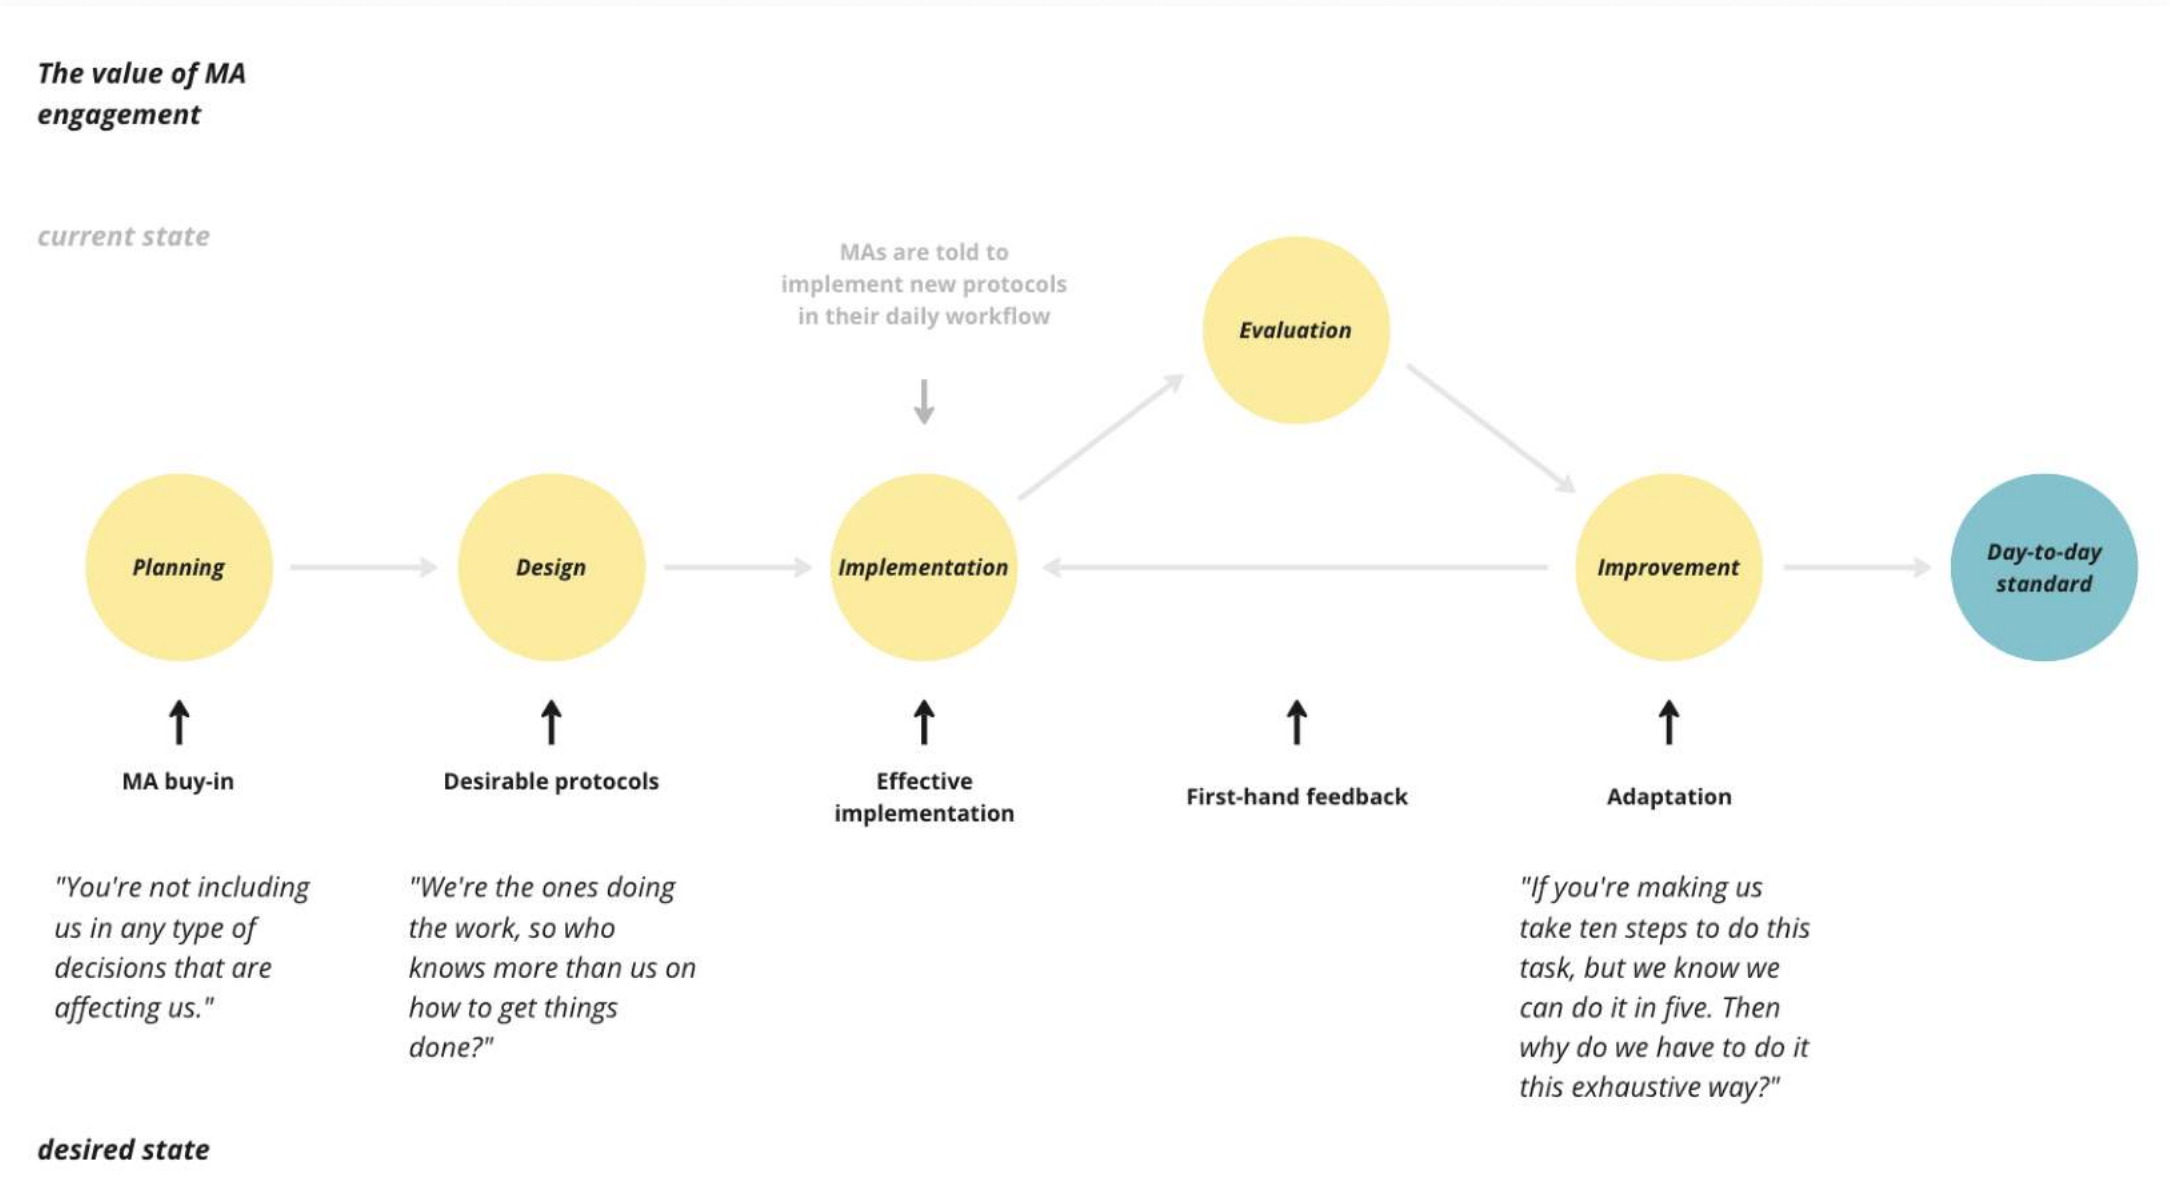 The value of MA
engagement
current state
MAs are told to
implement new protocols
in their daily workflow
Evaluation
Planning
Design
Implementation
Improvement
Day-to-day
standard
MA buy-in
Desirable protocols
Effective
implementation
First-hand feedback
Adaptation
"You're not including
us in any type of
decisions that are
affecting us."
"We're the ones doing
the work, so who
knows more than us on
how to get things
done?"
"If you're making us
take ten steps to do this
task, but we know we
can do it in five. Then
why do we have to do it
this exhaustive way?"
desired state